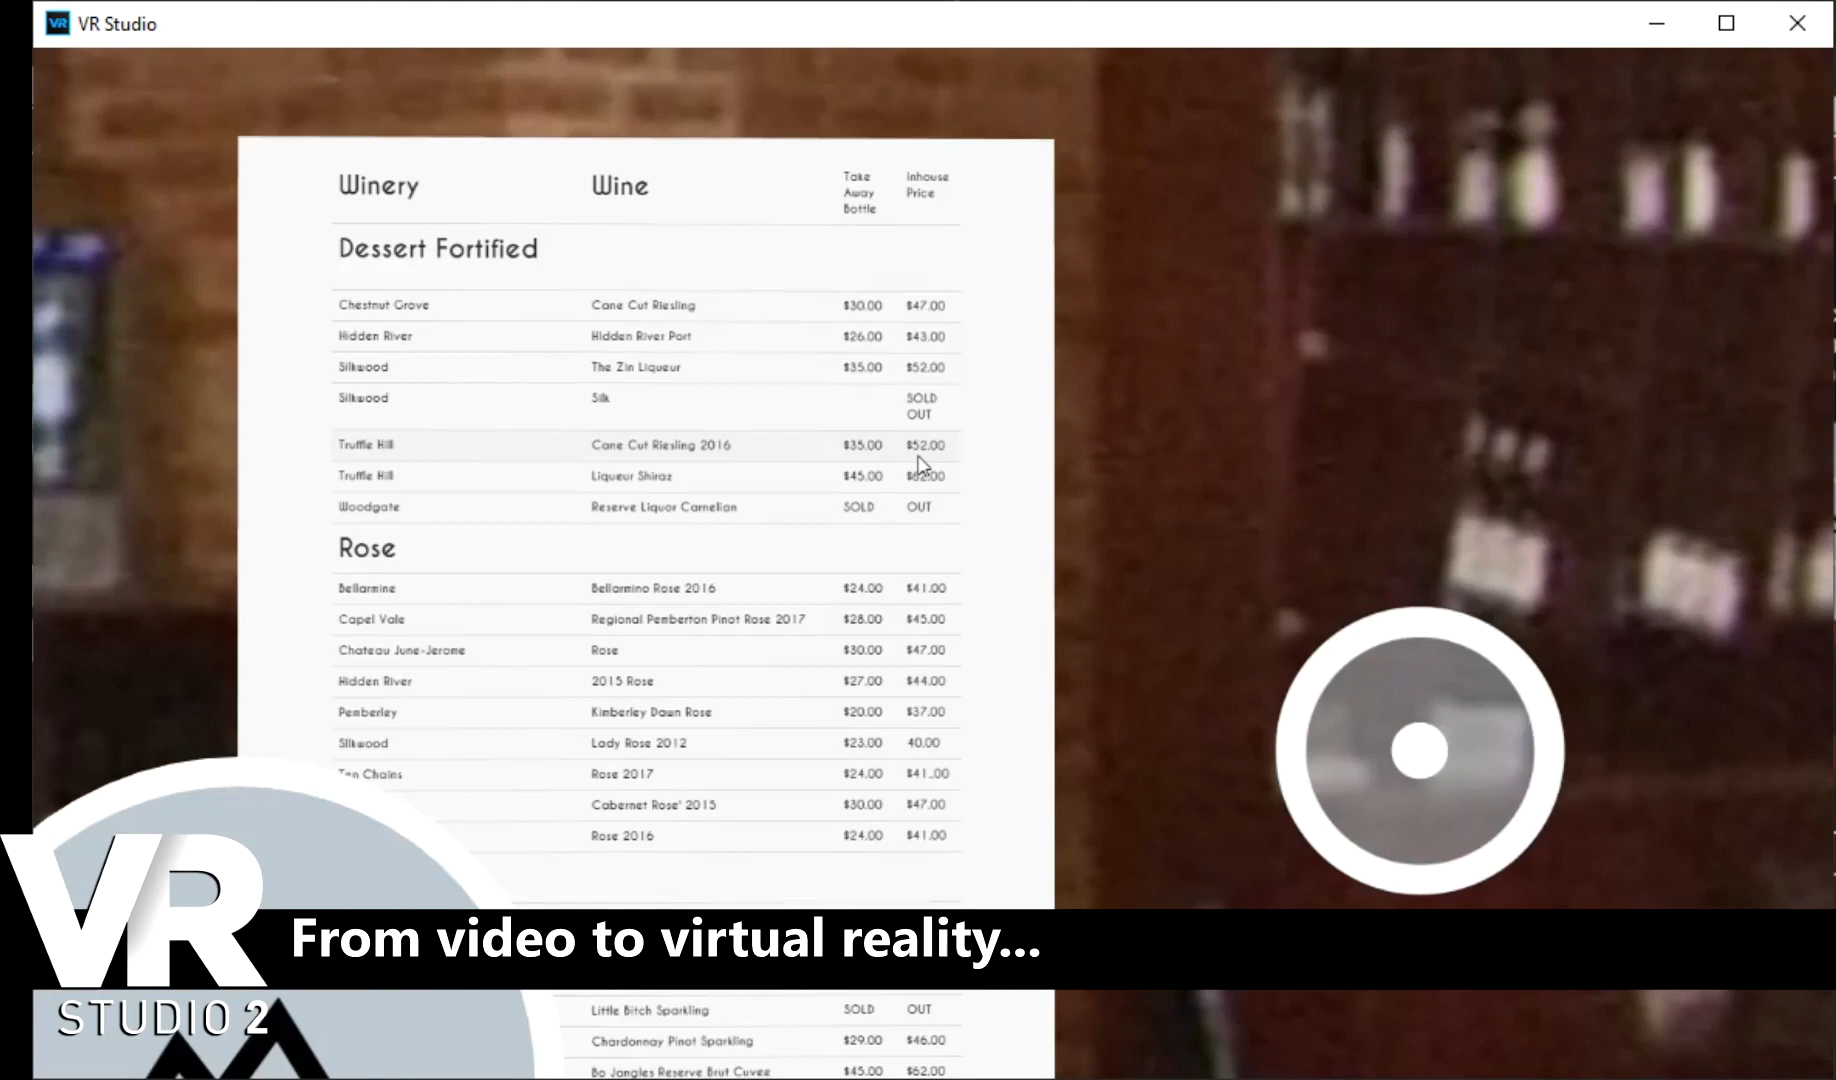 VR Studio
Winery Wine Take Away Bottle Inhouse Price
Dessert Fortified
Chestnut Grove Cane Cut Riesling $30.00 $47.00
Hidden River Hidden River Port $26.00 $43.00
Silkwood The Zin Liqueur $35.00 $52.00
Silkwood Silk SOLD OUT
Truffle Hill Cane Cut Riesling 2016 $35.00 $52.00
Truffle Hill Liqueur Shiraz $45.00
Woodgate Reserve Liquor Carnelian SOLD OUT
Rose
Bellarmine Bellarmino Rose 2016 $24.00 $41.00
Capel Vale Regional Pemberton Pinot Rose 2017 $28.00 $45.00
Chateau June-Jerome Rose $30.00 $47.00
Hidden River 2015 Rose $27.00 $44.00
Pemberley Kimberley Dawn Rose $20.00 $37.00
Silkwood Lady Rose 2012 $23.00 40.00
Ten Chains Rose 2017 $24.00 $41..00
Cabernet Rose' 2015 $30.00 $47.00
Rose 2016 $24.00 $41.00
From video to virtual reality...
VR
STUDIO 2
Little Bitch Sparkling SOLD OUT
Chardonnay Pinot Sparkling $29.00 $46.00
Bo Jangles Reserve Brut Cuvee $45.00 $62.00